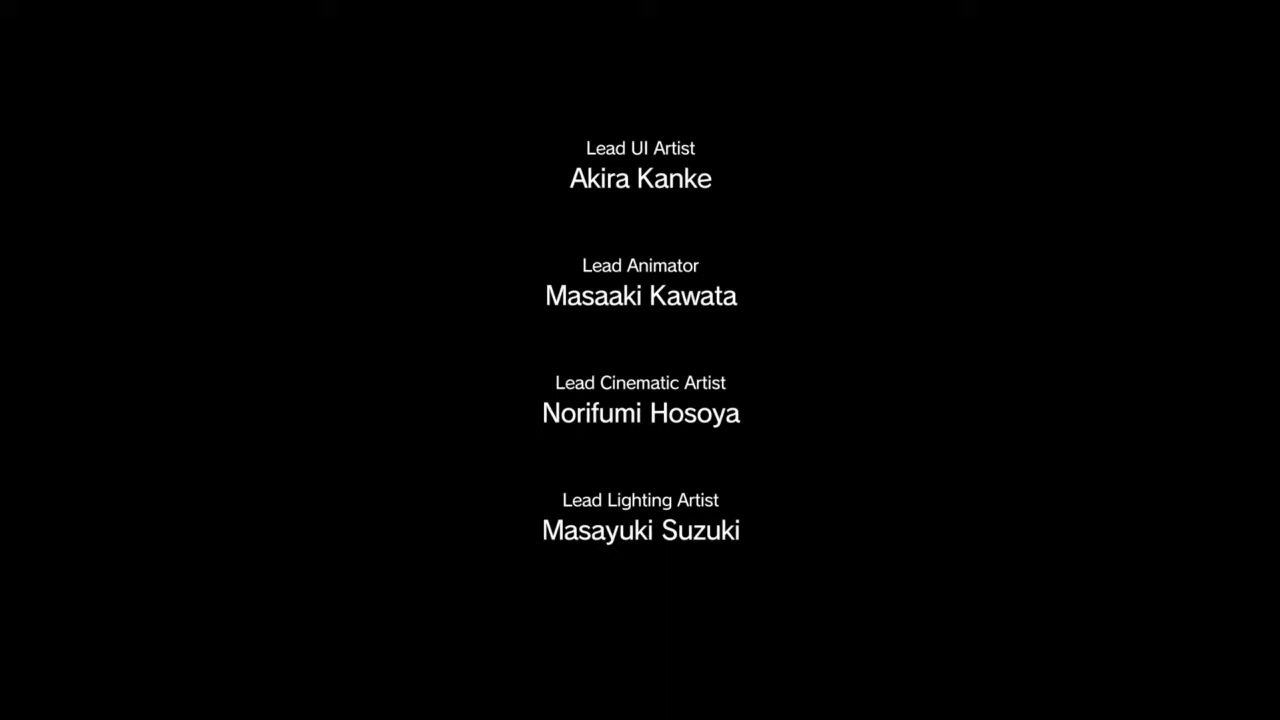 Lead UI Artist
Akira Kanke
Lead Animator
Masaaki Kawata
Lead Cinematic Artist
Norifumi Hosoya
Lead Lighting Artist
Masayuki Suzuki